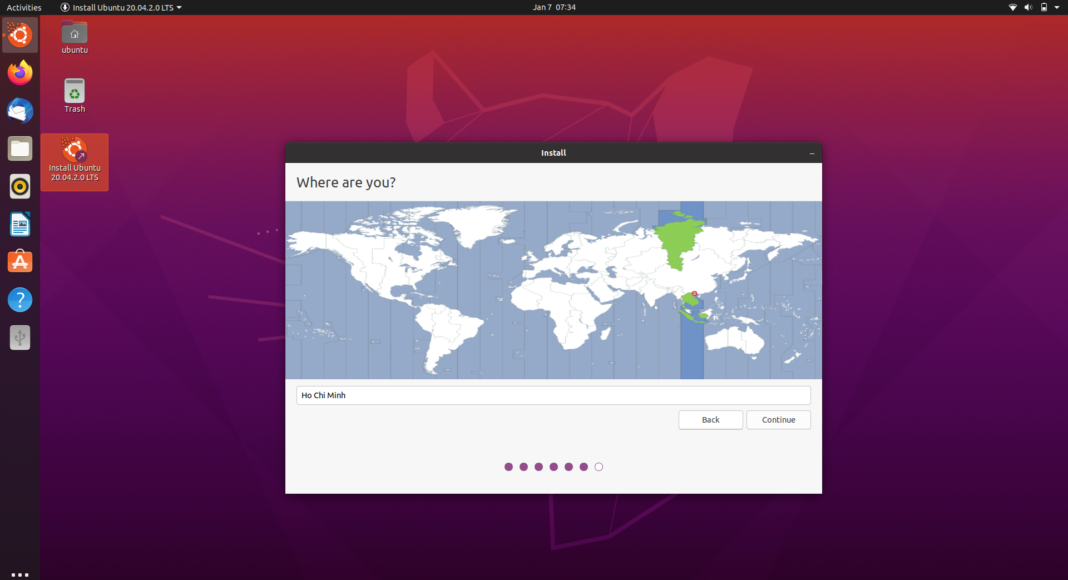 Activities
Install Ubuntu 20.04.2.0 LTS
Jan 7 07:34
ubuntu
Trash
Install Ubuntu
20.04.2.0 LTS
Install
Where are you?
Ho Chi Minh
Back
Continue